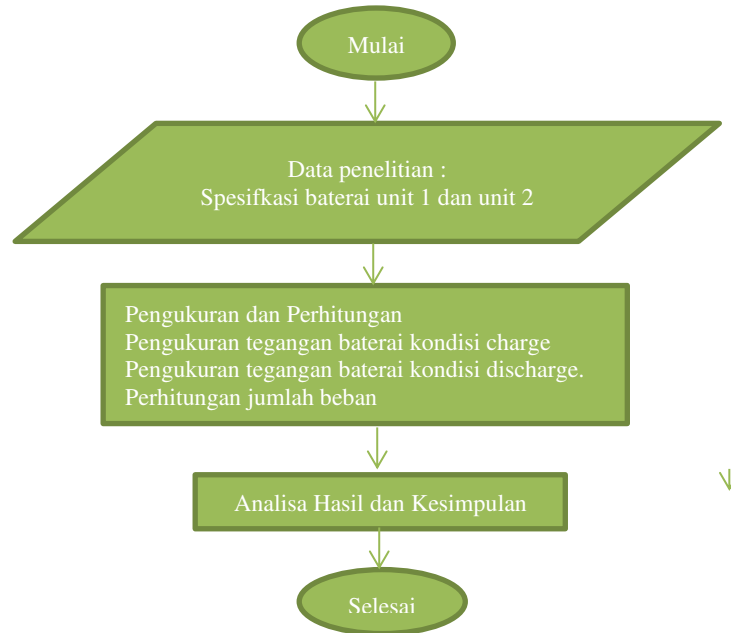 Mulai
Data penelitian :
Spesifkasi baterai unit 1 dan unit 2
Pengukuran dan Perhitungan
Pengukuran tegangan baterai kondisi charge
Pengukuran tegangan baterai kondisi discharge.
Perhitungan jumlah beban
Analisa Hasil dan Kesimpulan
Selesai